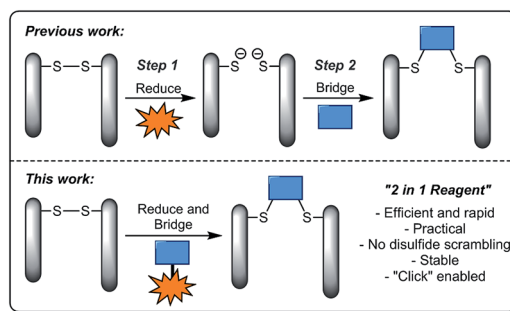 Previous work:
S–S
Step 1
Reduce
⊖ ⊖
S S
Step 2
Bridge
S S
This work:
S–S
Reduce and
Bridge
S S
"2 in 1 Reagent"
- Efficient and rapid
- Practical
- No disulfide scrambling
- Stable
- "Click" enabled